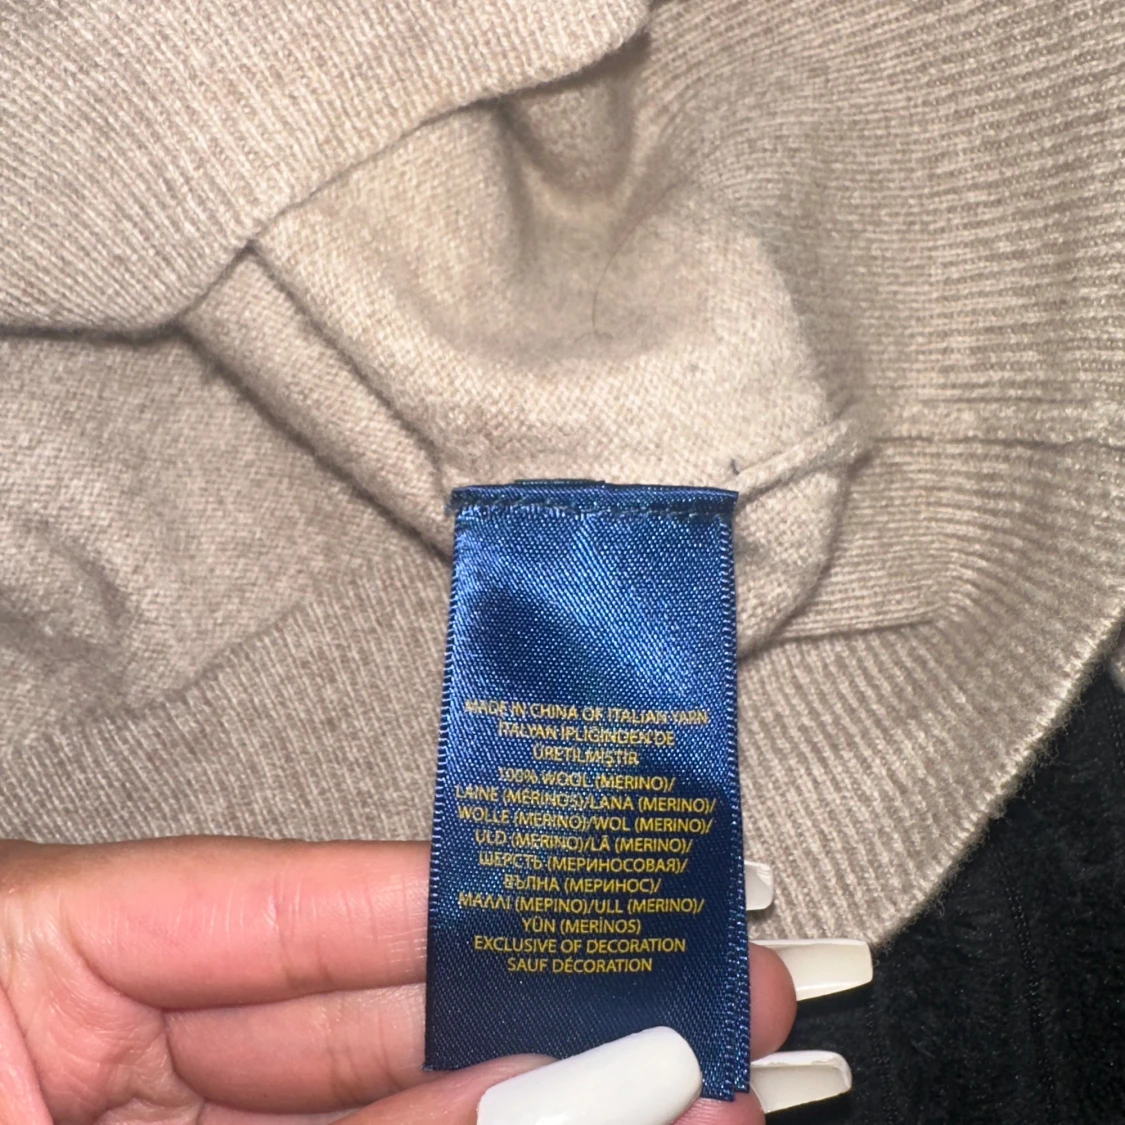 MADE IN CHINA OF ITALIAN YARN
İTALYAN İPLİĞİNDEN DE
ÜRETİLMİŞTİR
100% WOOL (MERINO)/
LAINE (MERINOS)/LANA (MERINO)/
WOLLE (MERINO)/WOL (MERINO)/
ULD (MERINO)/LÃ (MERINO)/
ШЕРСТЬ (МЕРИНОСОВАЯ)/
ВЪЛНА (МЕРИНОС)/
ΜΑΛΛΙ (ΜΕΡΙΝΟ)/ULL (MERINO)/
YÜN (MERİNOS)
EXCLUSIVE OF DECORATION
SAUF DÉCORATION